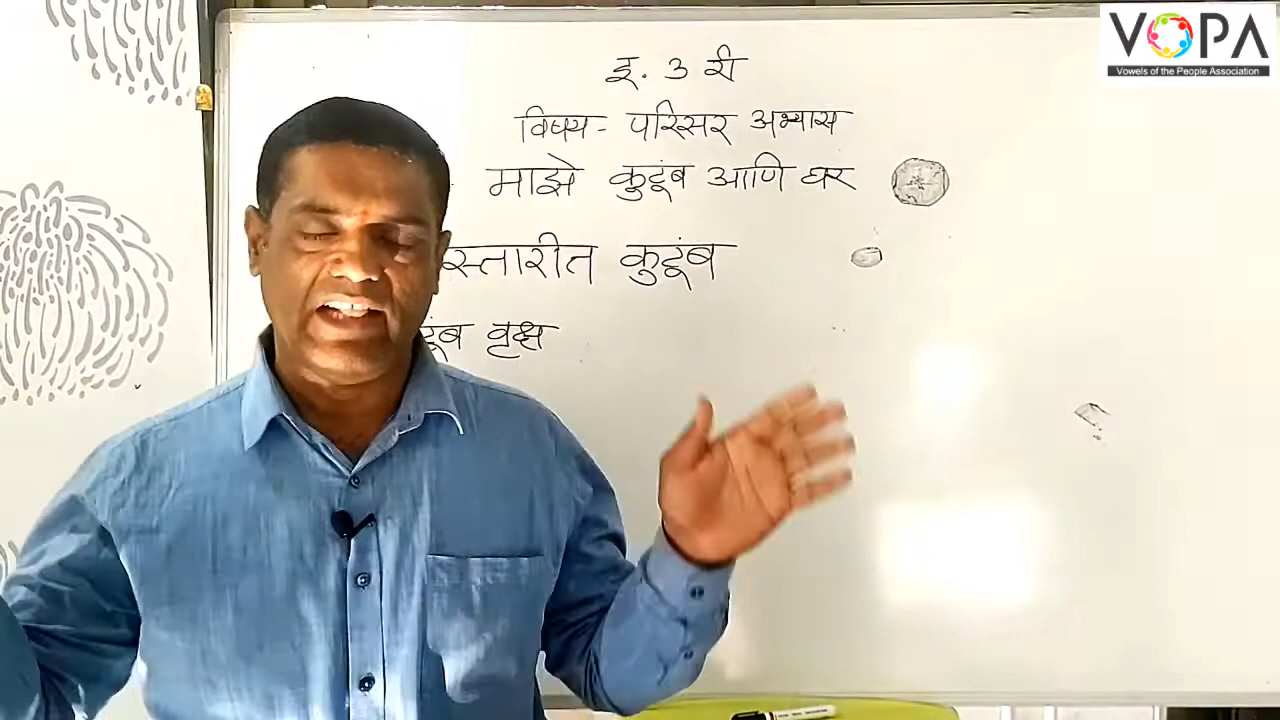 VOPA
Vowels of the People Association
इ. ३ री
विषय - परिसर अभ्यास
माझे कुटूंब आणि घर
स्तारीत कुटूंब
टूंब वृक्ष